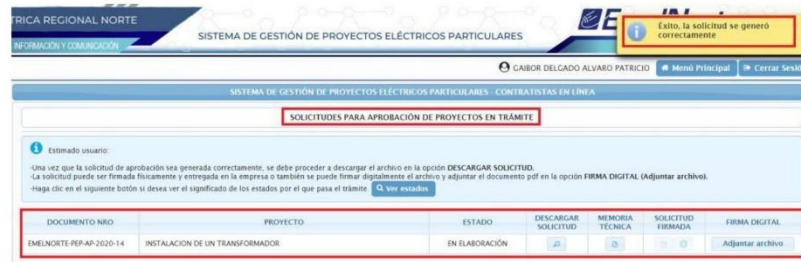 TRICA REGIONAL NORTE
INFORMACIÓN Y COMUNICACIÓN
SISTEMA DE GESTIÓN DE PROYECTOS ELÉCTRICOS PARTICULARES
Éxito, la solicitud se generó
correctamente
GAIBOR DELGADO ALVARO PATRICIO Menú Principal Cerrar Sesi
SISTEMA DE GESTIÓN DE PROYECTOS ELÉCTRICOS PARTICULARES - CONTRATISTAS EN LÍNEA
SOLICITUDES PARA APROBACIÓN DE PROYECTOS EN TRÁMITE
Estimado usuario:
-Una vez que la solicitud de aprobación sea generada correctamente, se debe proceder a descargar el archivo en la opción DESCARGAR SOLICITUD.
-La solicitud puede ser firmada físicamente y entregada en la empresa o también se puede firmar digitalmente el archivo y adjuntar el documento pdf en la opción FIRMA DIGITAL (Adjuntar archivo).
-Haga clic en el siguiente botón si desea ver el significado de los estados por el que pasa el trámite Ver estados
DOCUMENTO NRO PROYECTO ESTADO DESCARGAR SOLICITUD MEMORIA TÉCNICA SOLICITUD FIRMADA FIRMA DIGITAL
EMELNORTE-PEP-AP-2020-14 INSTALACION DE UN TRANSFORMADOR EN ELABORACIÓN Adjuntar archivo